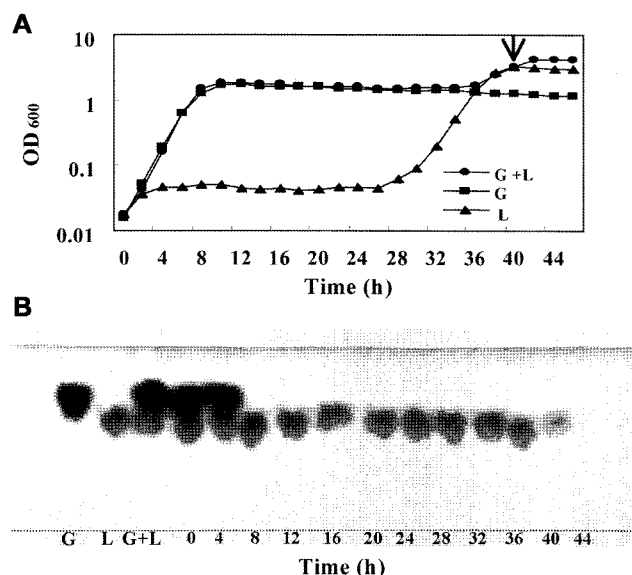 A
10
1
0.1
0.01
OD 600
G +L
G
L
0 4 8 12 16 20 24 28 32 36 40 44
Time (h)
B
G L G+L 0 4 8 12 16 20 24 28 32 36 40 44
Time (h)